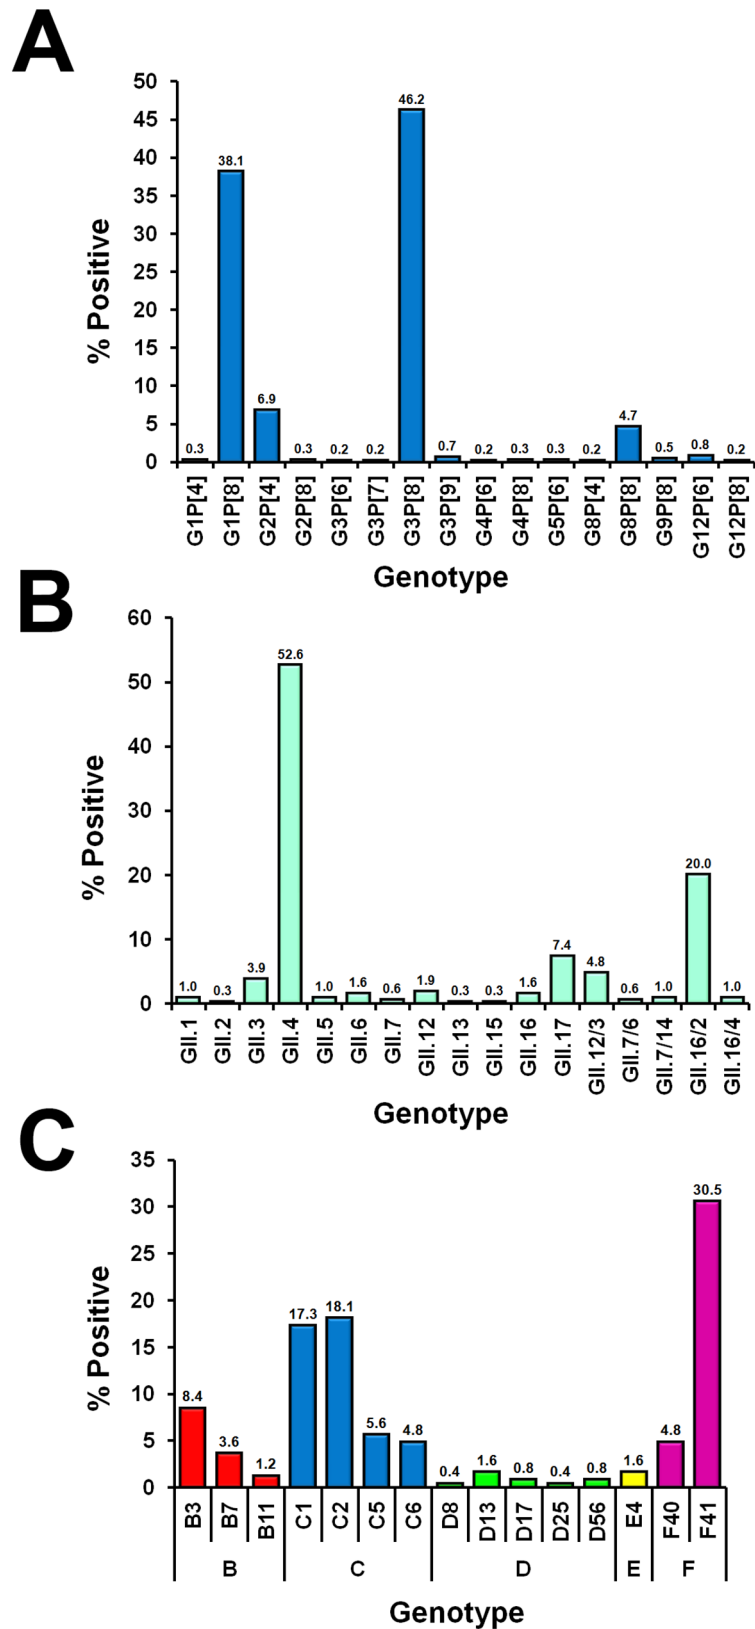 A
50
45
40
35
30
25
20
15
10
5
0
% Positive
0.3 38.1 6.9 0.3 0.2 0.2 46.2 0.7 0.2 0.3 0.3 0.2 4.7 0.5 0.8 0.2
G1P[4] G1P[8] G2P[4] G2P[8] G3P[6] G3P[7] G3P[8] G3P[9] G4P[6] G4P[8] G5P[6] G8P[4] G8P[8] G9P[8] G12P[6] G12P[8]
Genotype
B
60
50
40
30
20
10
0
% Positive
1.0 0.3 3.9 52.6 1.0 1.6 0.6 1.9 0.3 0.3 1.6 7.4 4.8 0.6 1.0 20.0 1.0
GII.1 GII.2 GII.3 GII.4 GII.5 GII.6 GII.7 GII.12 GII.13 GII.15 GII.16 GII.17 GII.12/3 GII.7/6 GII.7/14 GII.16/2 GII.16/4
Genotype
C
35
30
25
20
15
10
5
0
% Positive
8.4 3.6 1.2 17.3 18.1 5.6 4.8 0.4 1.6 0.8 0.4 0.8 1.6 4.8 30.5
B3 B7 B11 C1 C2 C5 C6 D8 D13 D17 D25 D56 E4 F40 F41
B C D E F
Genotype